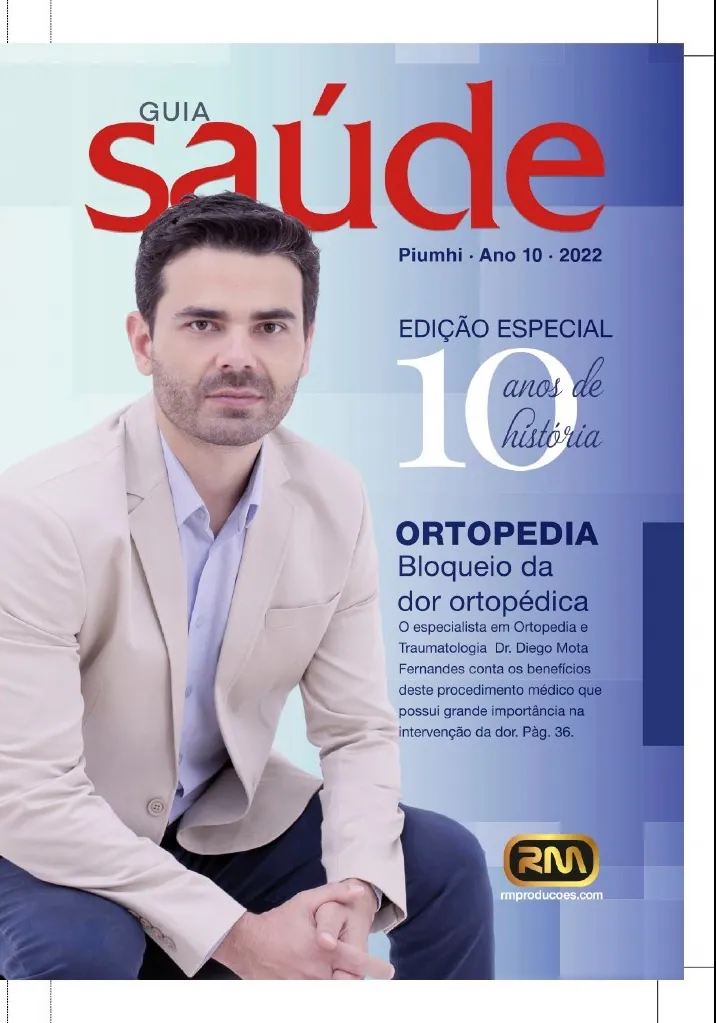 GUIA
saúde
Piumhi · Ano 10 · 2022
EDIÇÃO ESPECIAL
10 anos de
história
ORTOPEDIA
Bloqueio da
dor ortopédica
O especialista em Ortopedia e
Traumatologia Dr. Diego Mota
Fernandes conta os benefícios
deste procedimento médico que
possui grande importância na
intervenção da dor. Pàg. 36.
RM
rmproducoes.com